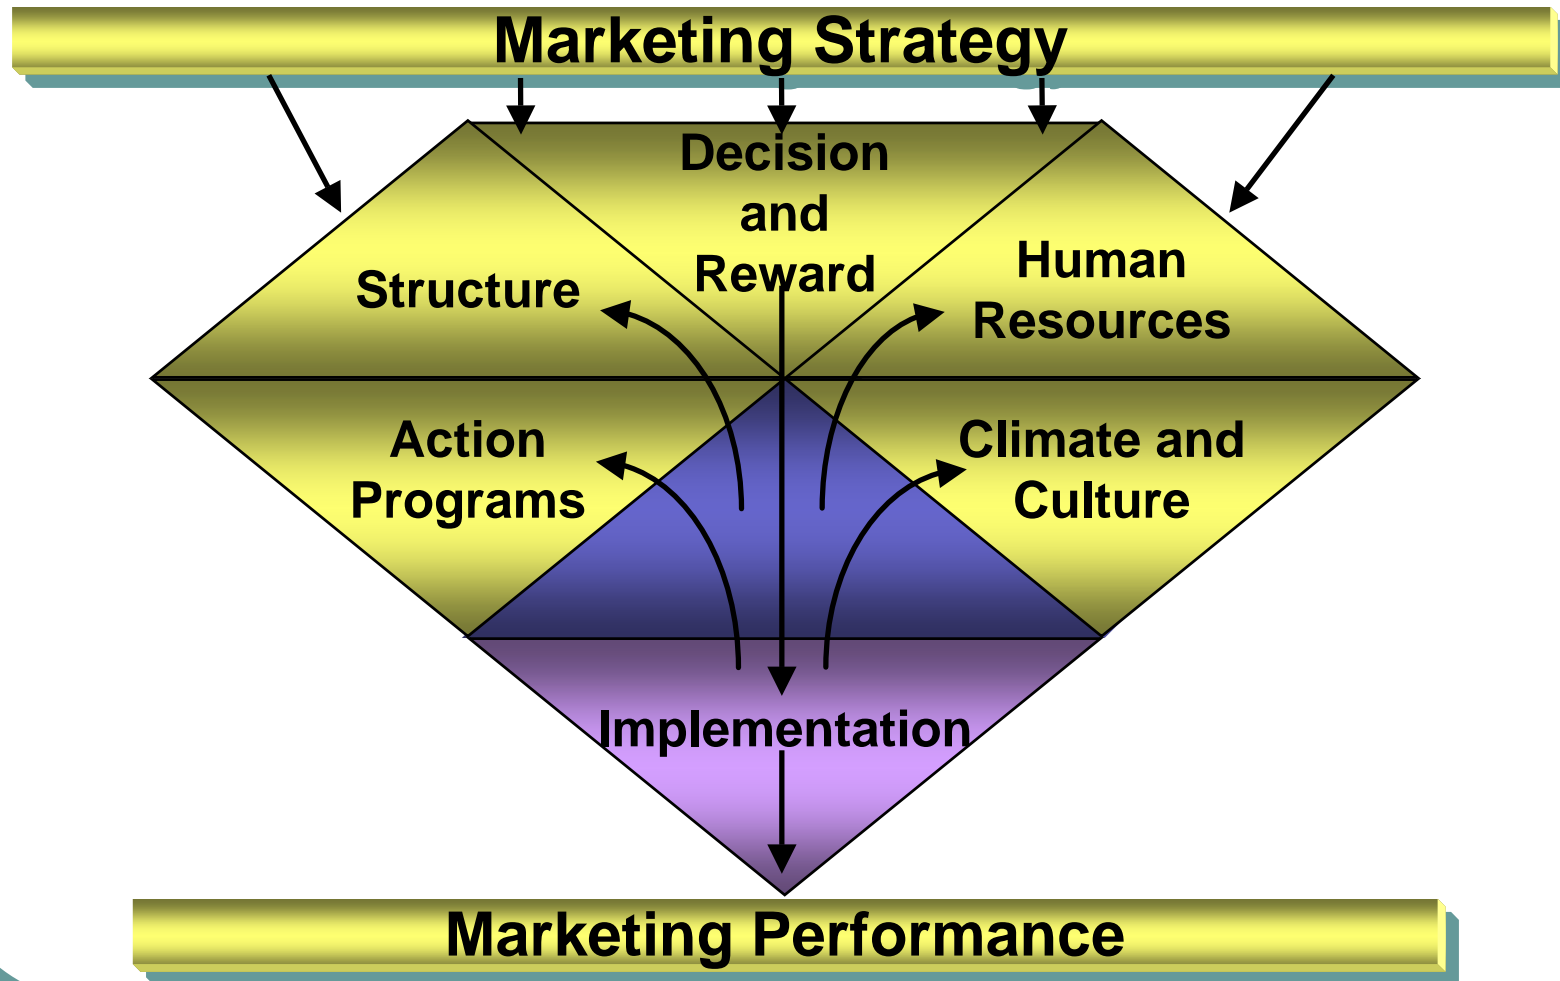 Marketing Strategy
Decision
and
Reward
Structure
Human
Resources
Action
Programs
Climate and
Culture
Implementation
Marketing Performance